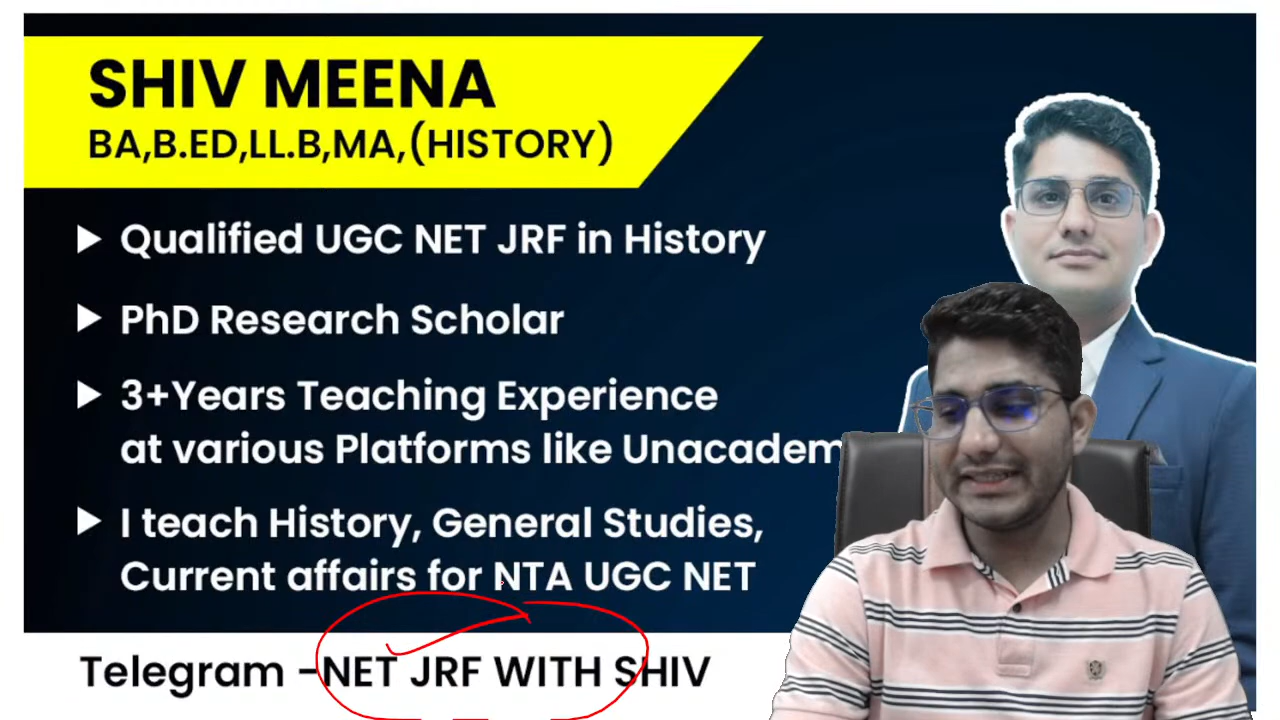 SHIV MEENA
BA,B.ED,LL.B,MA,(HISTORY)
Qualified UGC NET JRF in History
PhD Research Scholar
3+Years Teaching Experience
at various Platforms like Unacadem
I teach History, General Studies,
Current affairs for NTA UGC NET
Telegram -NET JRF WITH SHIV